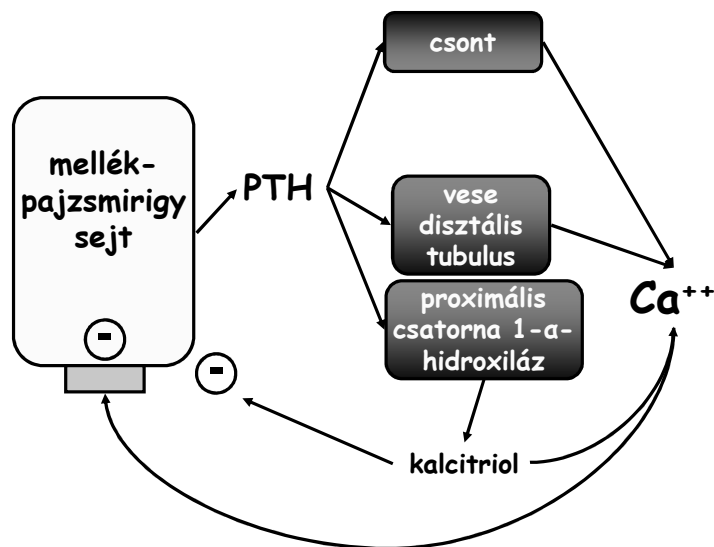 csont
mellék-
pajzsmirigy
sejt
PTH
vese
disztális
tubulus
proximális
csatorna 1-α-
hidroxiláz
Ca⁺⁺
-
-
kalcitriol